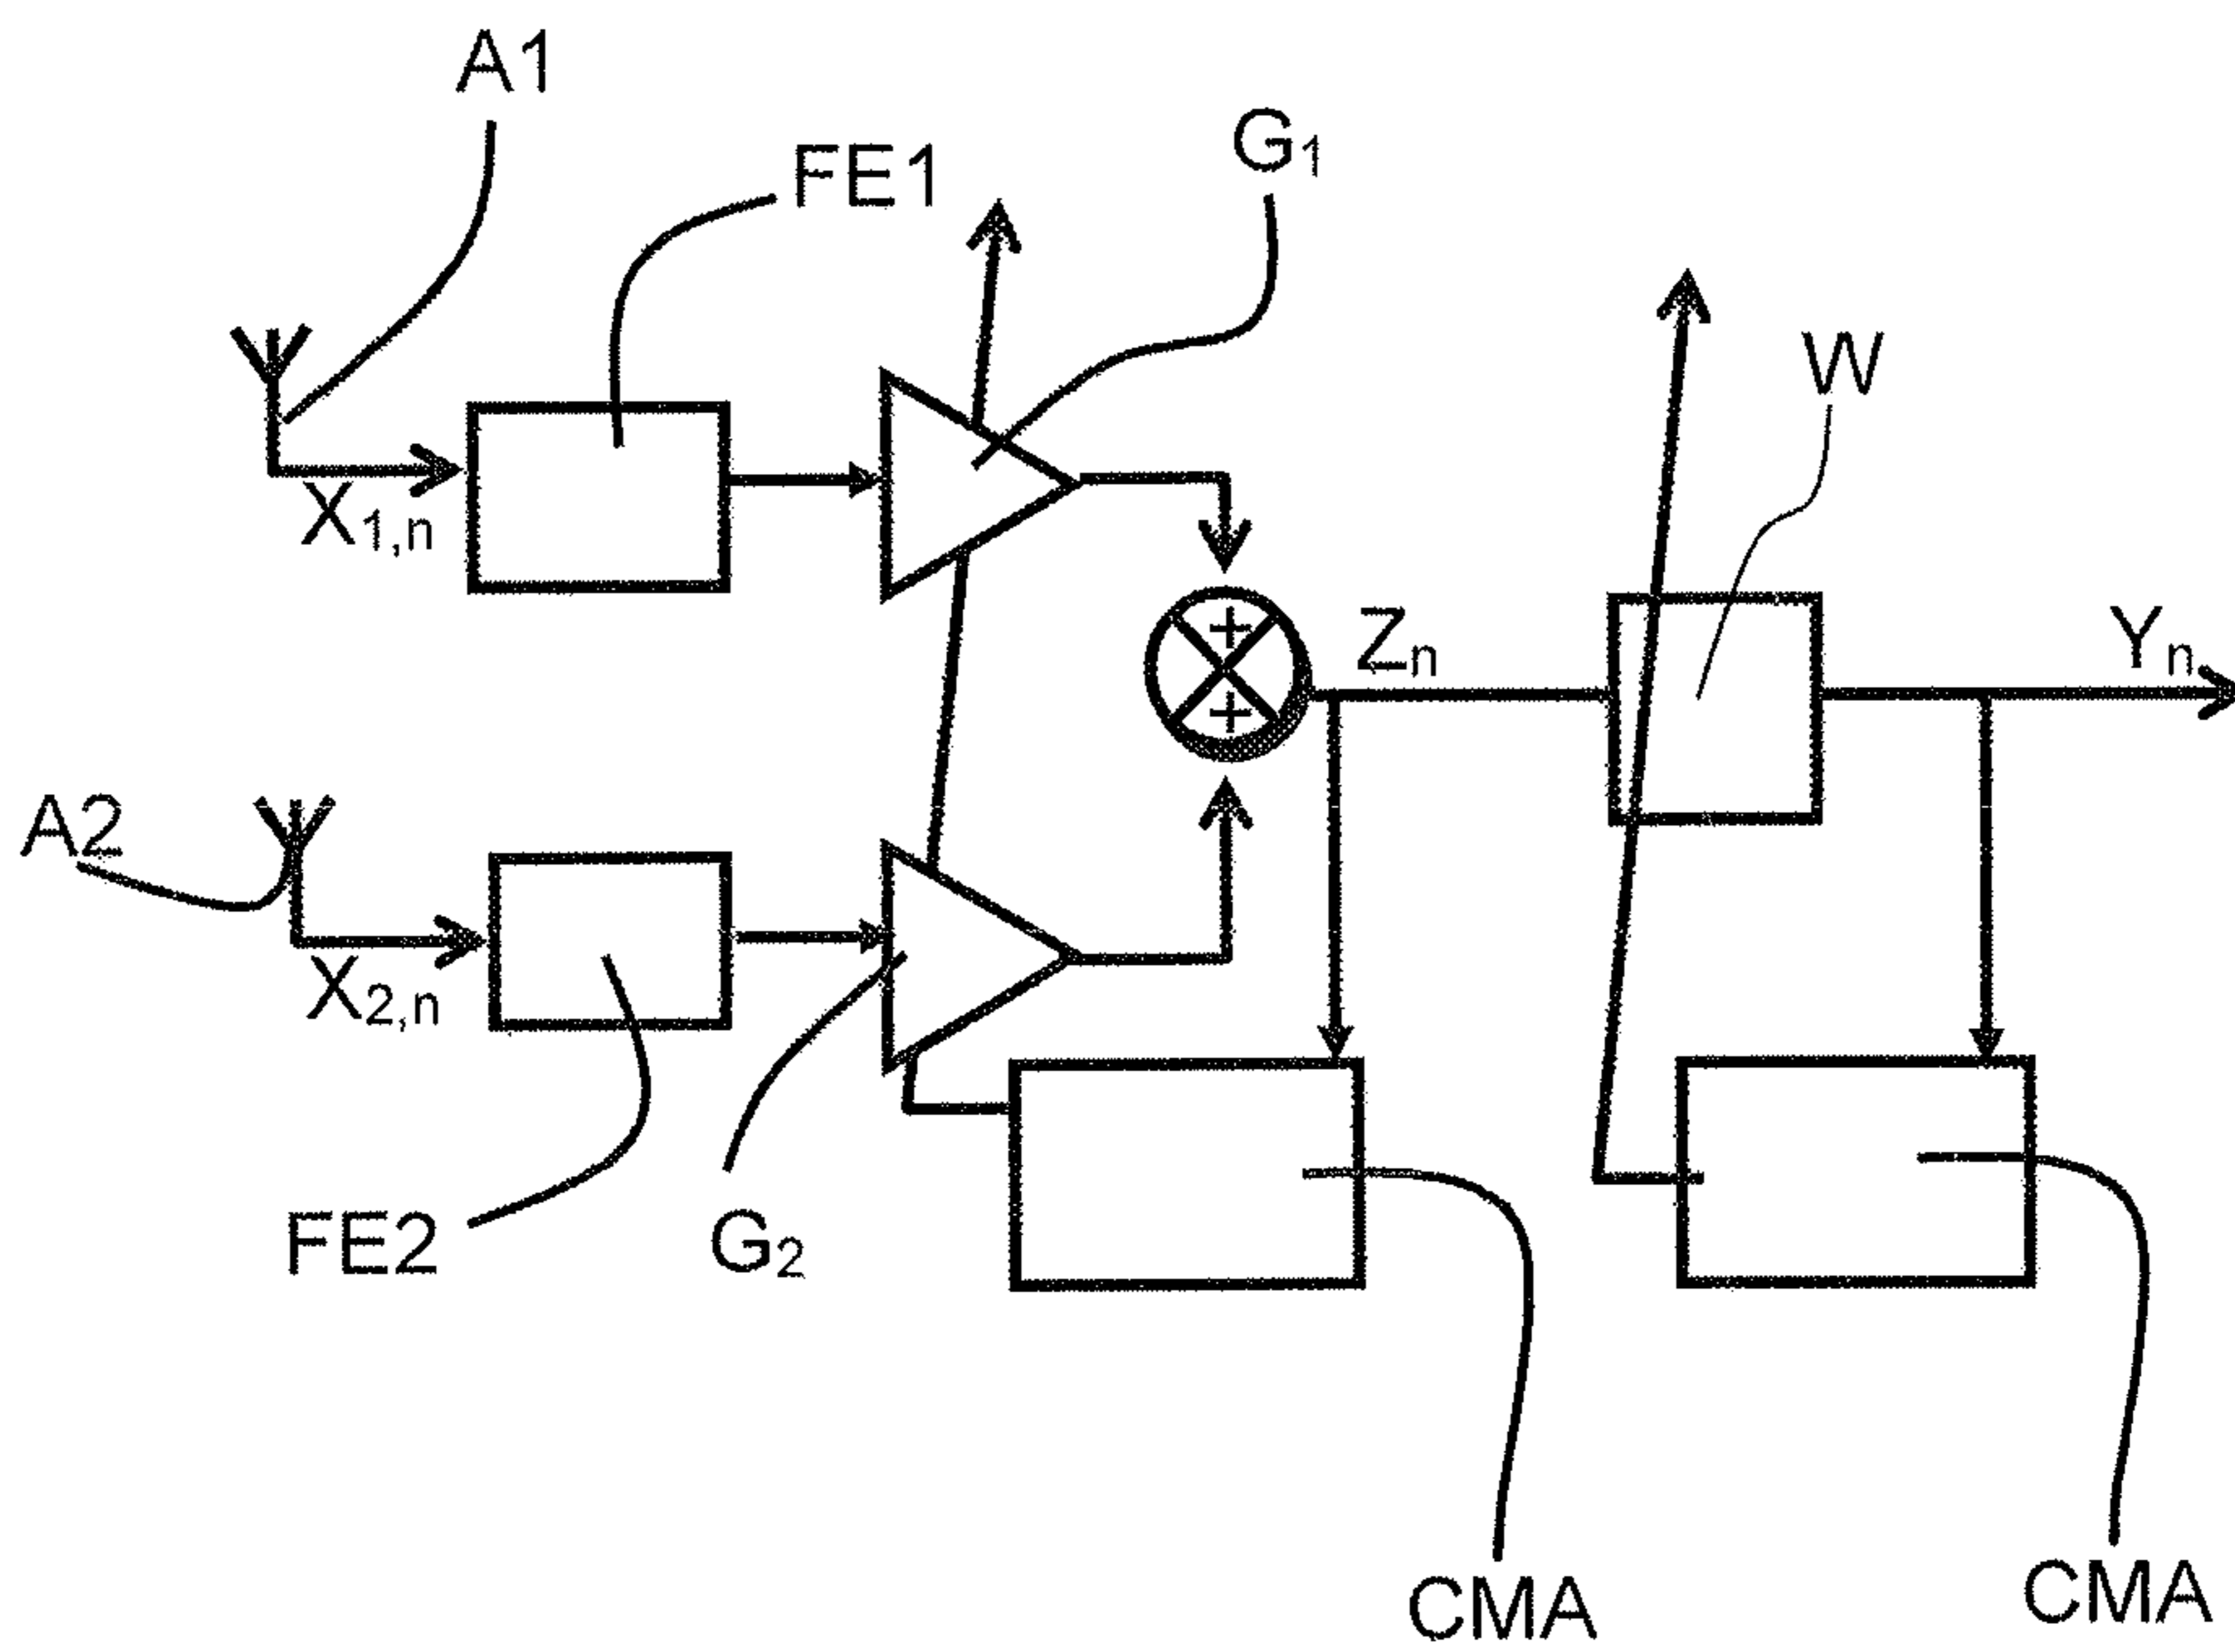 A1
FE1
G1
W
X1,n
+
Zn
Yn
+
A2
X2,n
FE2
G2
CMA
CMA